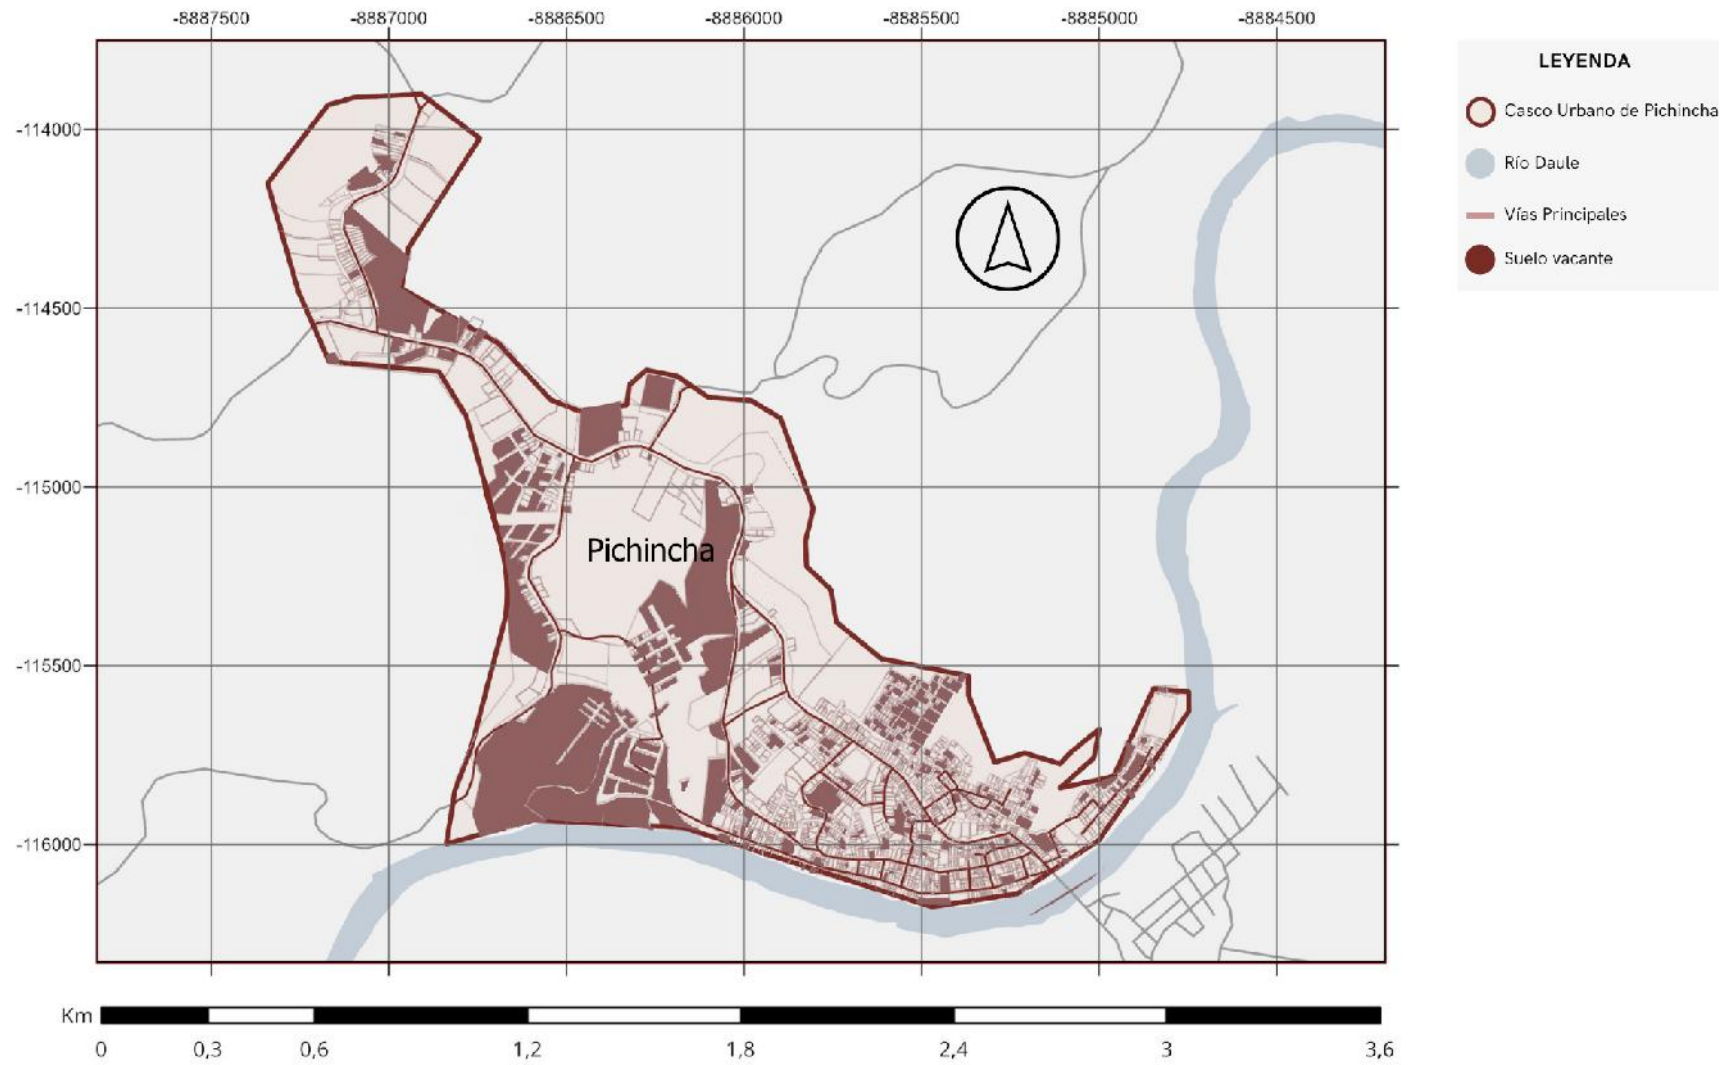 -8887500 -8887000 -8886500 -8886000 -8885500 -8885000 -8884500
LEYENDA
Casco Urbano de Pichincha
Río Daule
Vías Principales
Suelo vacante
-114000
-114500
-115000
Pichincha
-115500
-116000
Km
0 0,3 0,6 1,2 1,8 2,4 3 3,6